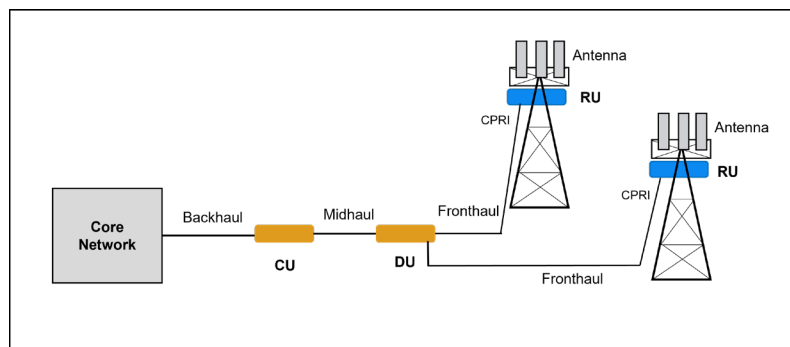 Antenna
RU
CPRI
Antenna
RU
CPRI
Core
Network
Backhaul
CU
Midhaul
DU
Fronthaul
Fronthaul